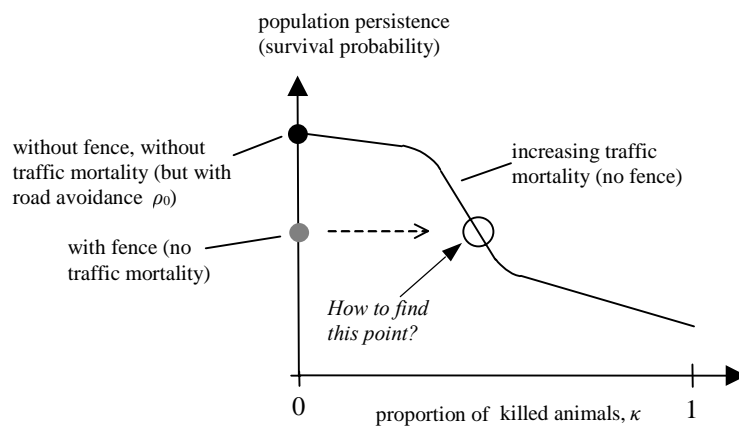 population persistence
(survival probability)
without fence, without
traffic mortality (but with
road avoidance ρ0)
increasing traffic
mortality (no fence)
with fence (no
traffic mortality)
How to find
this point?
0
1
proportion of killed animals, κ